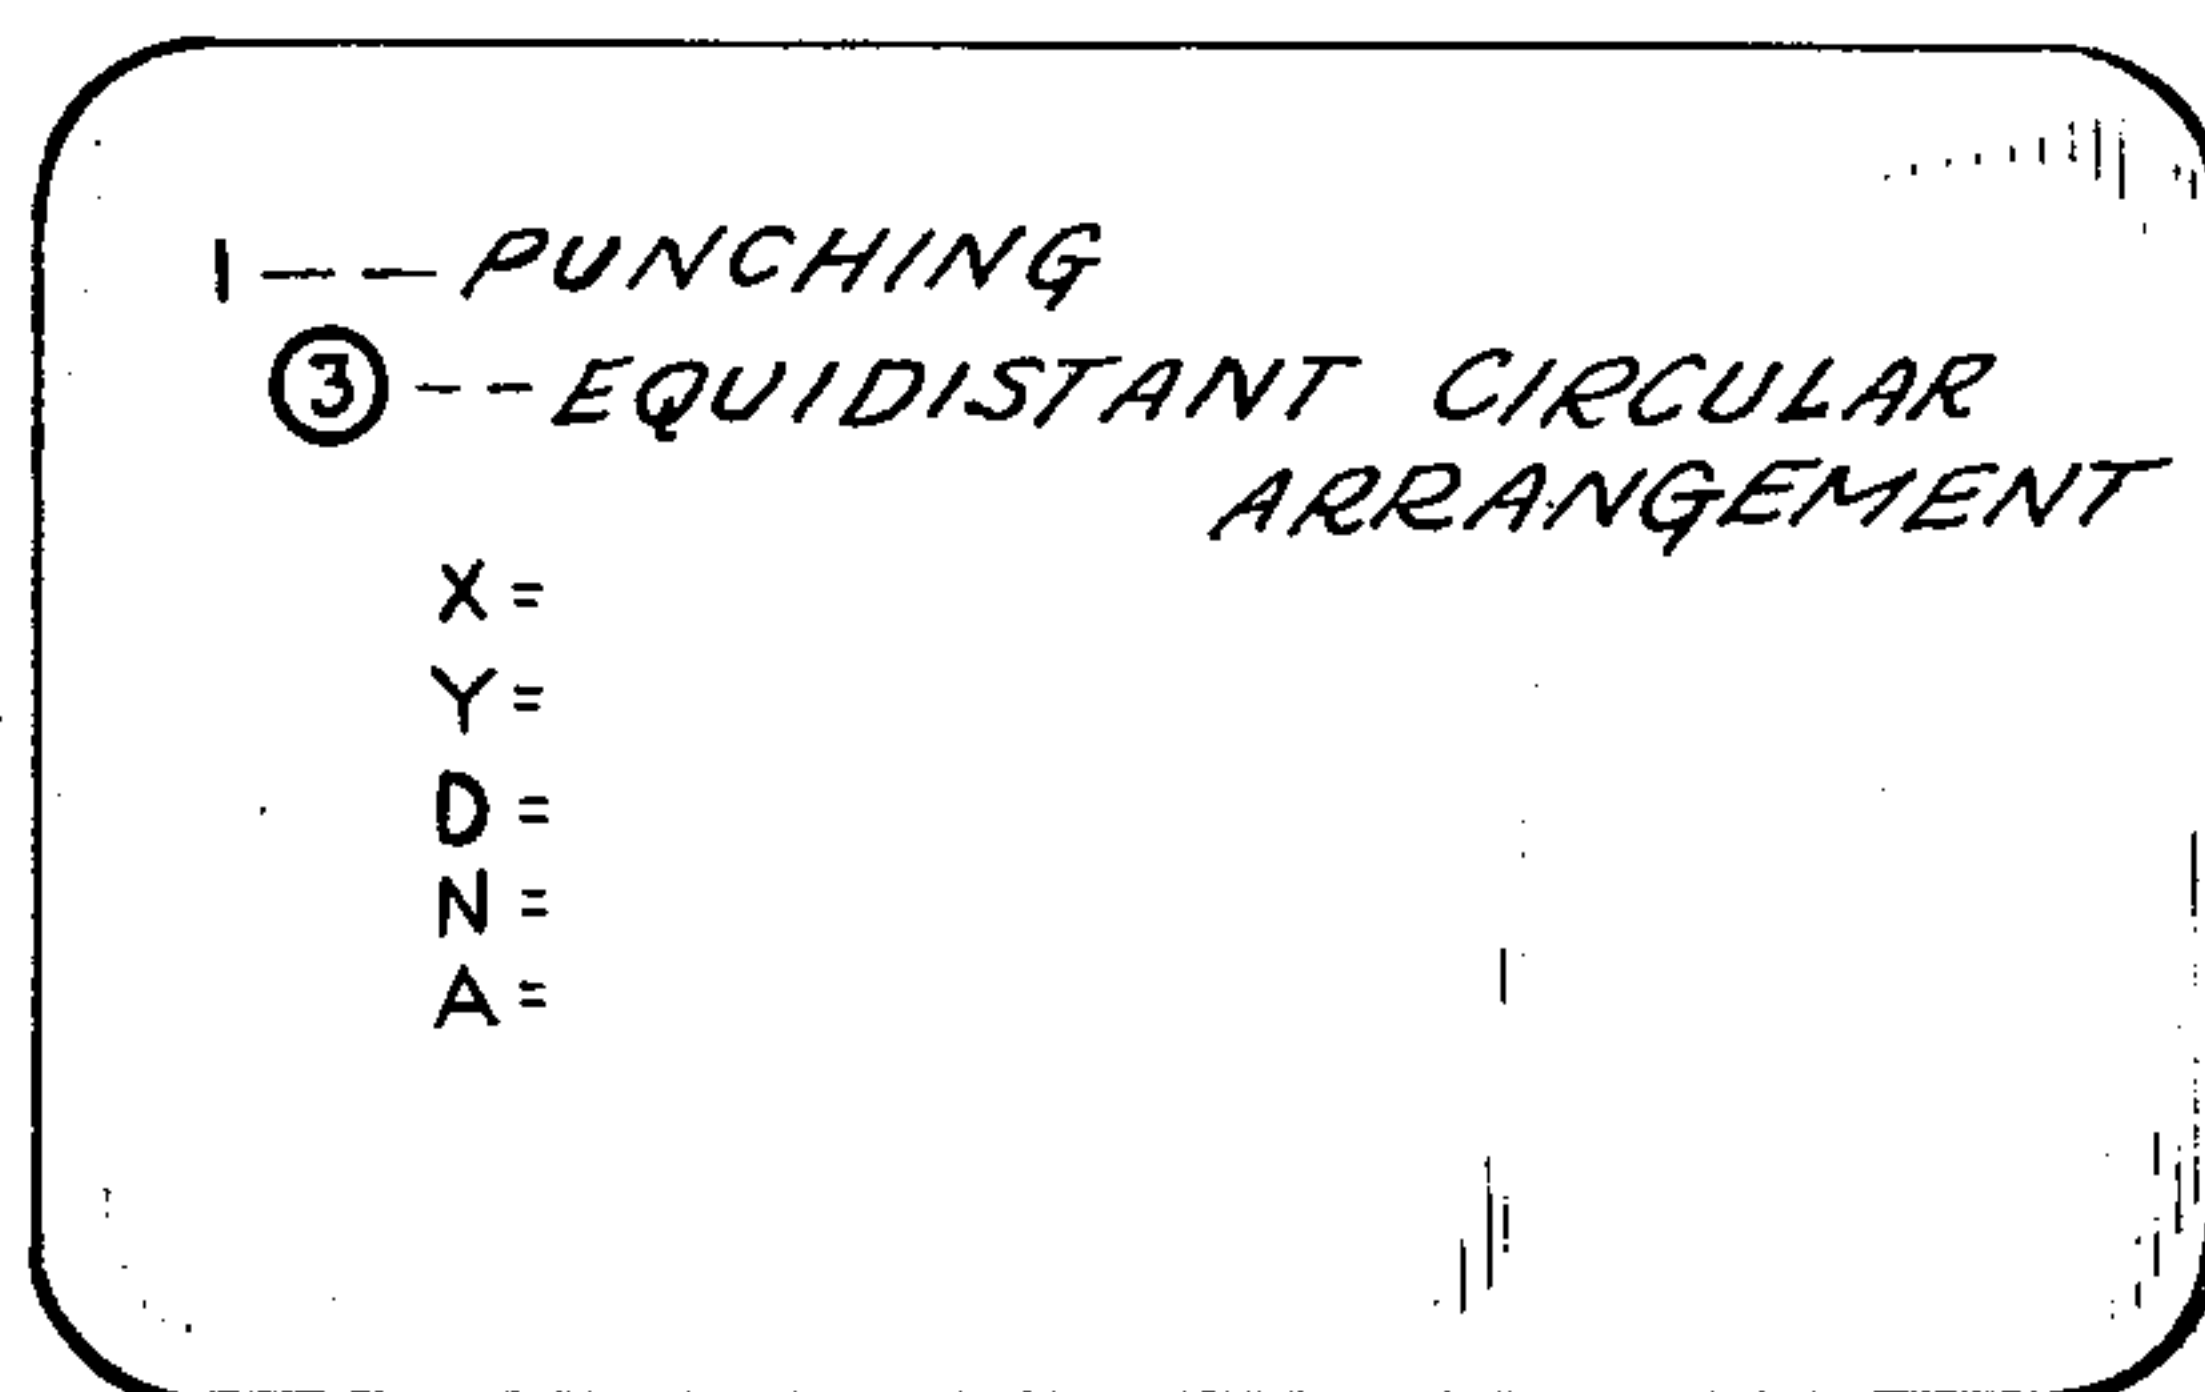 1 -- PUNCHING
③ -- EQUIDISTANT CIRCULAR
ARRANGEMENT
X =
Y =
D =
N =
A =